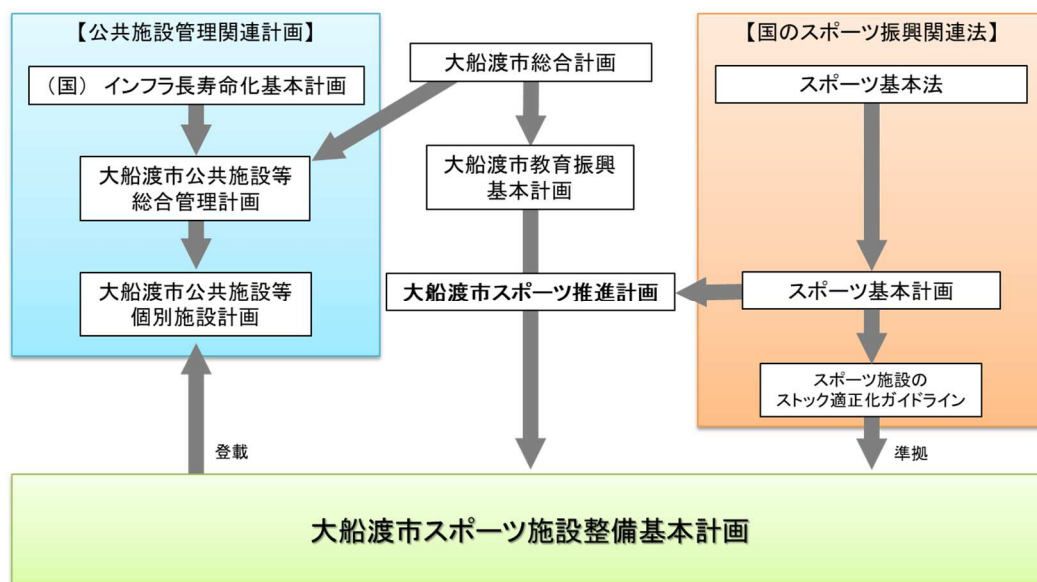 【公共施設管理関連計画】
（国） インフラ長寿命化基本計画
大船渡市公共施設等
総合管理計画
大船渡市公共施設等
個別施設計画
登載
大船渡市総合計画
大船渡市教育振興
基本計画
大船渡市スポーツ推進計画
【国のスポーツ振興関連法】
スポーツ基本法
スポーツ基本計画
スポーツ施設の
ストック適正化ガイドライン
準拠
大船渡市スポーツ施設整備基本計画